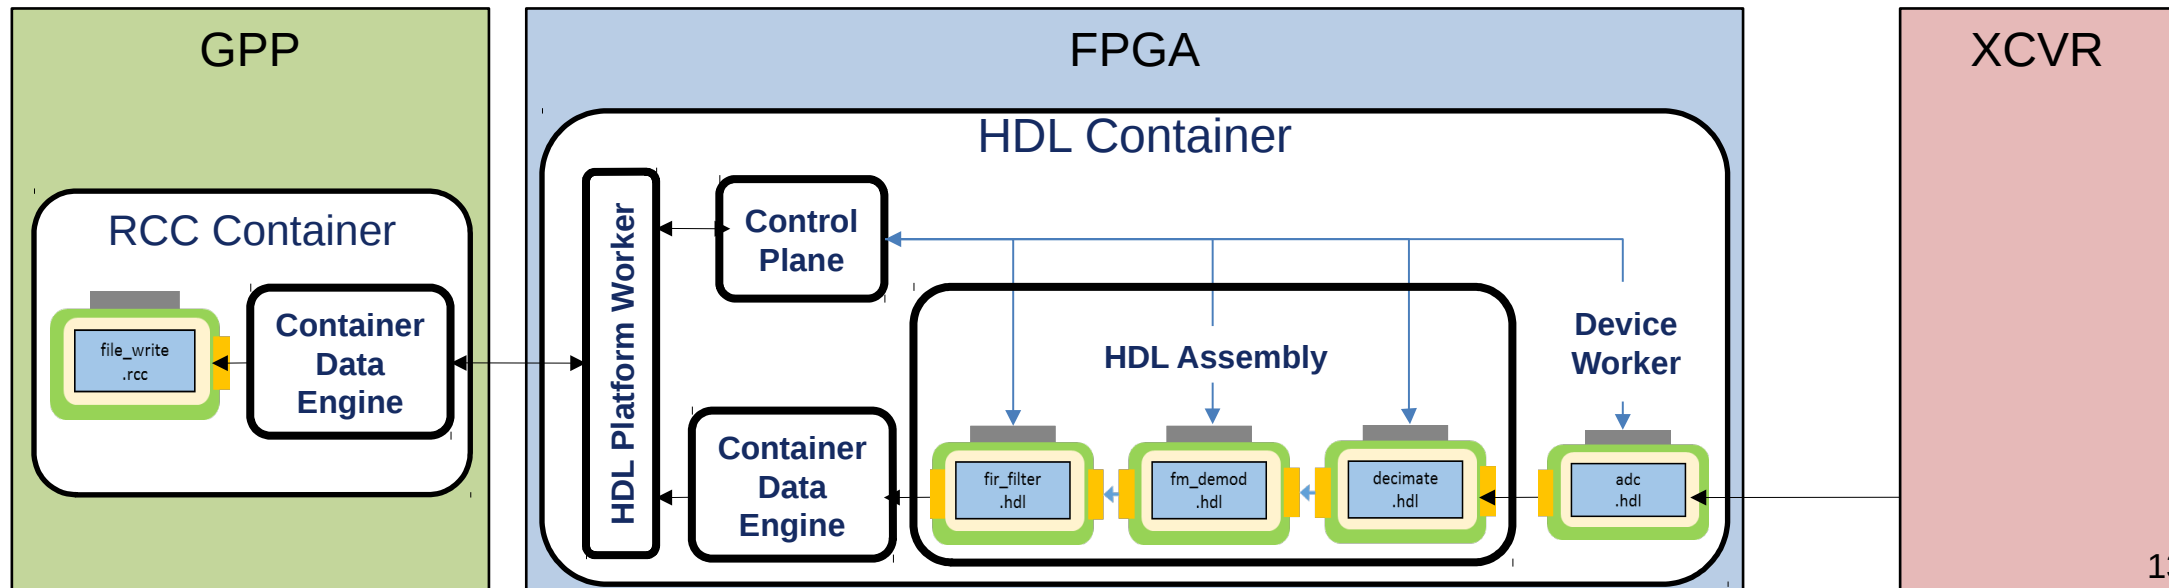 GPP
FPGA
XCVR
HDL Container
RCC Container
file_write
.rcc
Container
Data
Engine
HDL Platform Worker
Control
Plane
Container
Data
Engine
HDL Assembly
fir_filter
.hdl
fm_demod
.hdl
decimate
.hdl
Device
Worker
adc
.hdl